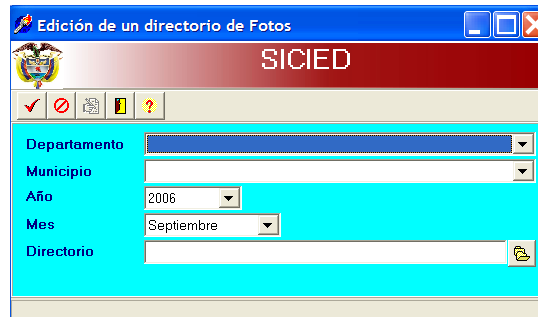 Edición de un directorio de Fotos
SICIED
?
Departamento
Municipio
Año 2006
Mes Septiembre
Directorio